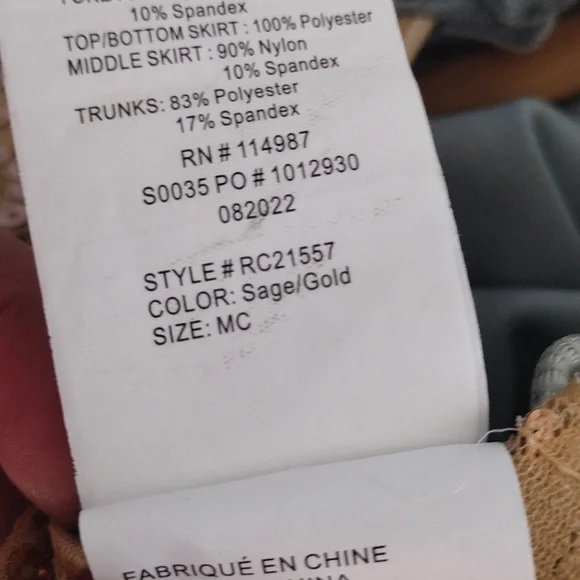 10% Spandex
TOP/BOTTOM SKIRT : 100% Polyester
MIDDLE SKIRT : 90% Nylon
10% Spandex
TRUNKS: 83% Polyester
17% Spandex
RN # 114987
S0035 PO # 1012930
082022
STYLE # RC21557
COLOR: Sage/Gold
SIZE: MC
FABRIQUÉ EN CHINE